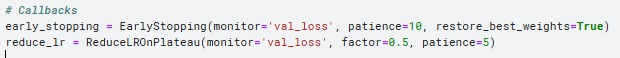 # Callbacks
early_stopping = EarlyStopping(monitor='val_loss', patience=10, restore_best_weights=True)
reduce_lr = ReduceLROnPlateau(monitor='val_loss', factor=0.5, patience=5)